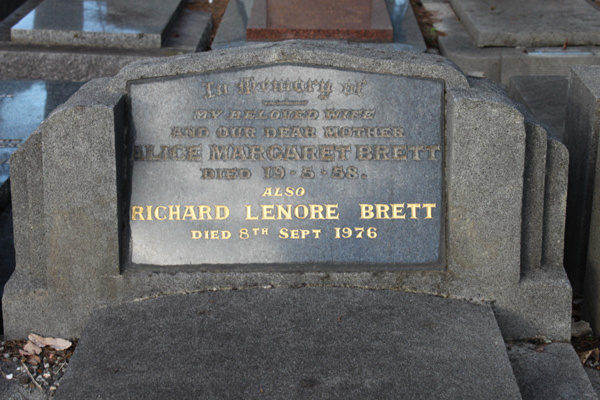 In Memory of
MY BELOVED WIFE
AND OUR DEAR MOTHER
ALICE MARGARET BRETT
DIED 19·5·58.
ALSO
RICHARD LENORE BRETT
DIED 8TH SEPT 1976